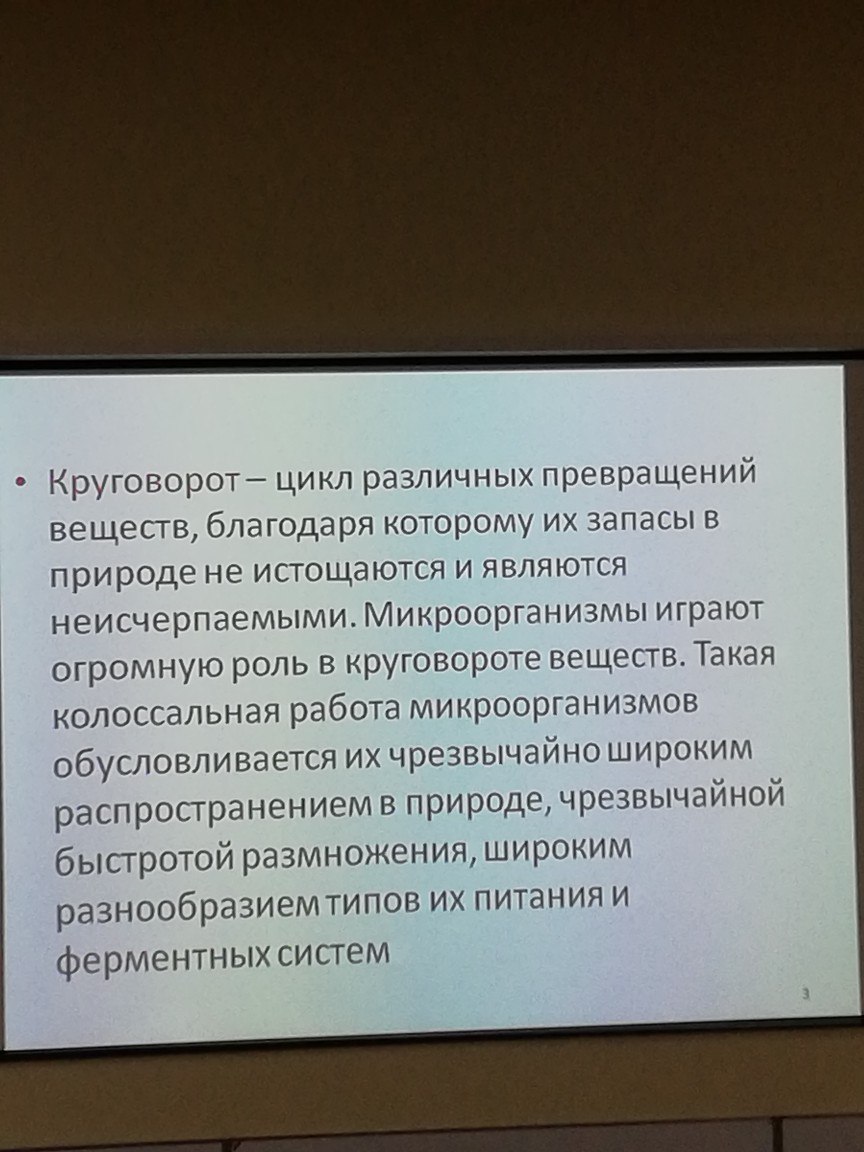 • Круговорот – цикл различных превращений
веществ, благодаря которому их запасы в
природе не истощаются и являются
неисчерпаемыми. Микроорганизмы играют
огромную роль в круговороте веществ. Такая
колоссальная работа микроорганизмов
обусловливается их чрезвычайно широким
распространением в природе, чрезвычайной
быстротой размножения, широким
разнообразием типов их питания и
ферментных систем
3